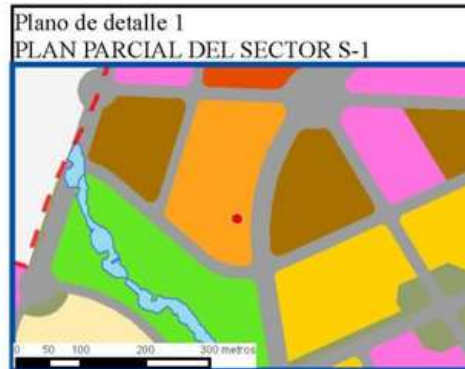 Plano de detalle 1
PLAN PARCIAL DEL SECTOR S-1
0 50 100 200 300 metros